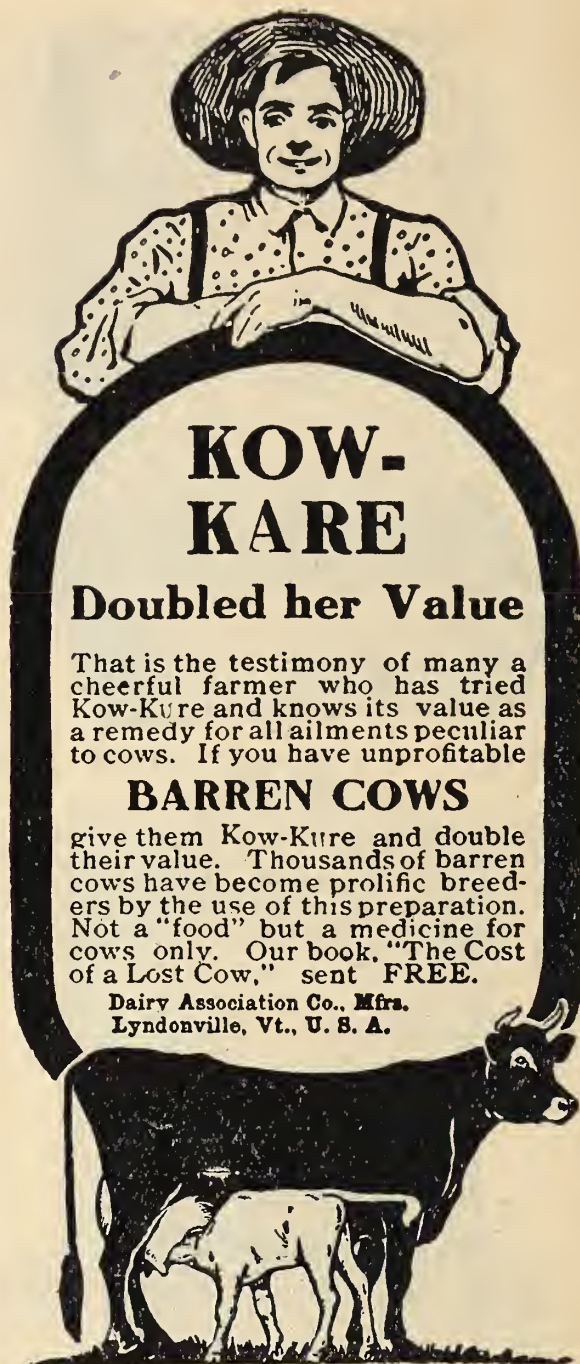 KOW-
KARE
Doubled her Value
That is the testimony of many a
cheerful farmer who has tried
Kow-Kure and knows its value as
a remedy for all ailments peculiar
to cows. If you have unprofitable
BARREN COWS
give them Kow-Kure and double
their value. Thousands of barren
cows have become prolific breed-
ers by the use of this preparation.
Not a "food" but a medicine for
cows only. Our book, "The Cost
of a Lost Cow," sent FREE.
Dairy Association Co., Mfrs.
Lyndonville, Vt., U. S. A.